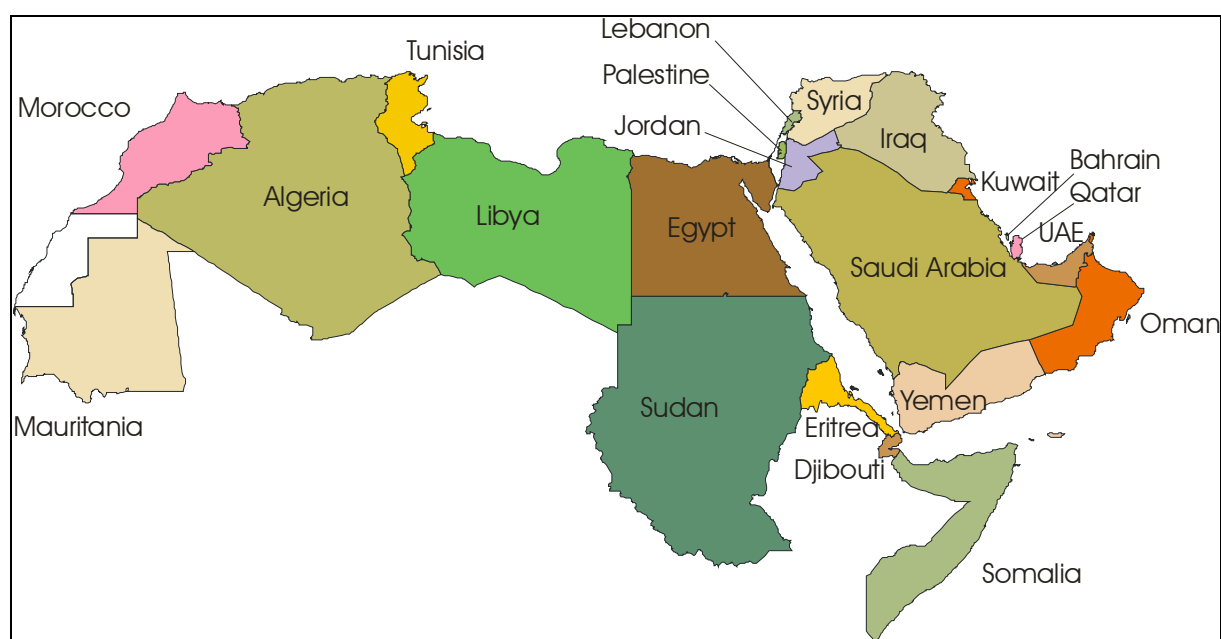 Lebanon
Tunisia
Palestine
Syria
Morocco
Jordan
Iraq
Bahrain
Kuwait
Qatar
Algeria
Libya
Egypt
UAE
Saudi Arabia
Oman
Sudan
Yemen
Mauritania
Eritrea
Djibouti
Somalia